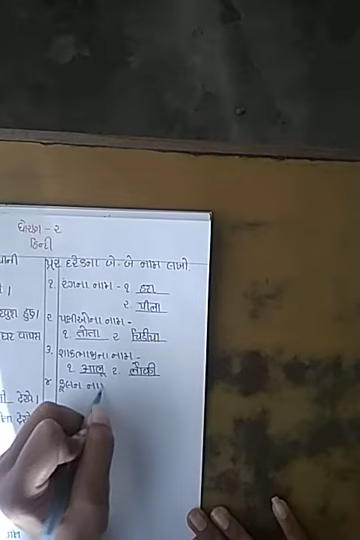 ધોરણ - ૨
હિન્દી
પ્ર૨ દરેકના બે-બે નામ લખો.
૧. રંગના નામ - ૧. हरा
૨. पीला
૨. પક્ષીઓના નામ -
૧. तोता ૨. चिडीया
૩. શાકભાજીના નામ-
૧. आलू ૨. लौकी
देखे।
૪ ફૂલના ના